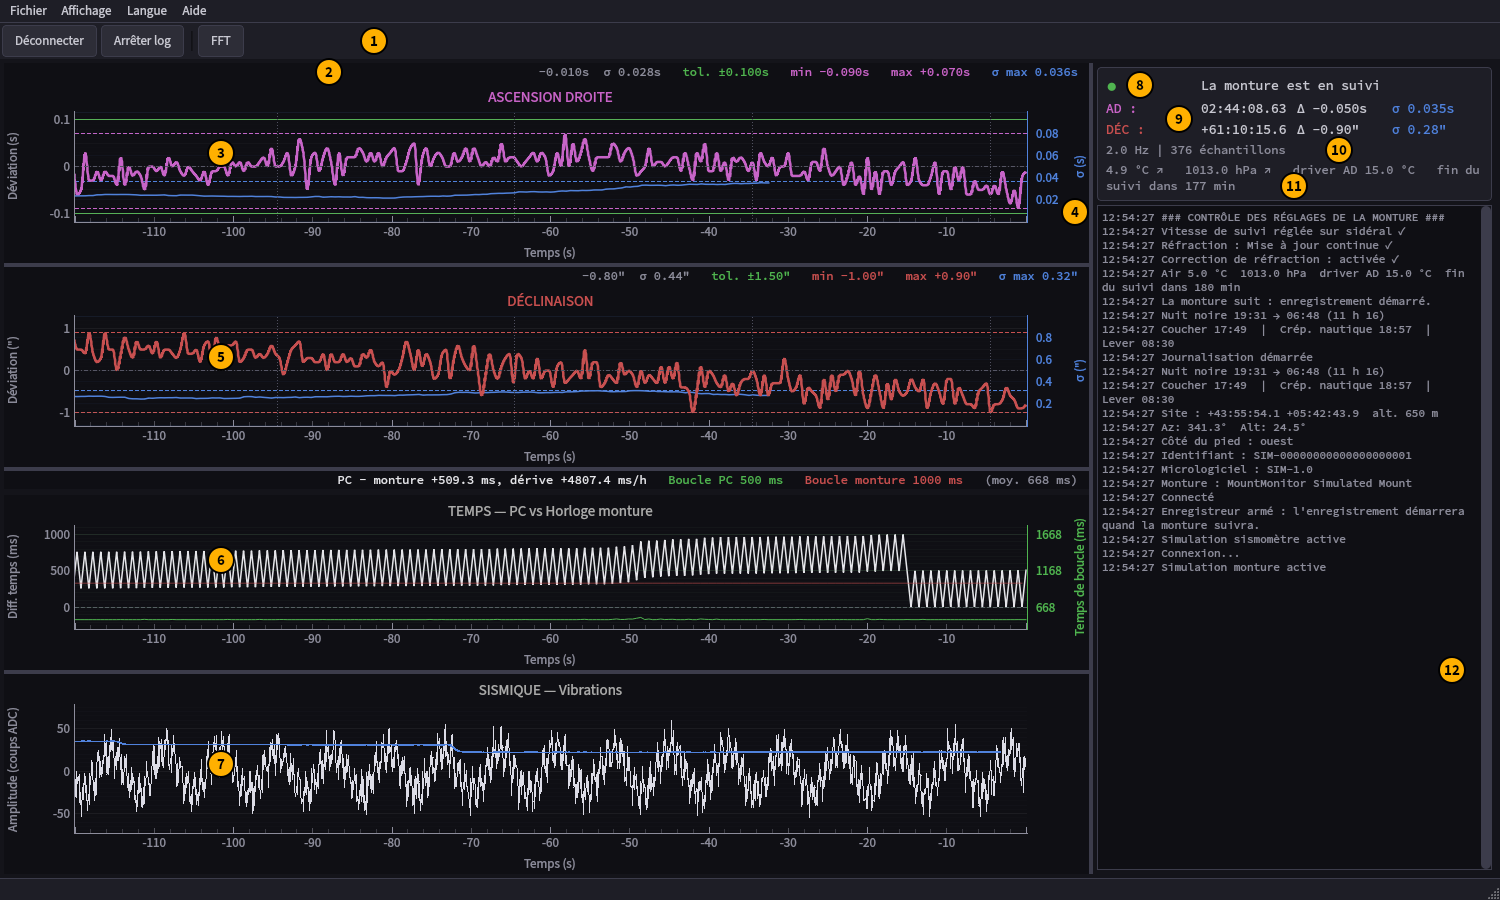 Fichier Affichage Langue Aide
Déconnecter Arrêter log FFT 1
2 −0.010s σ 0.028s tol. ±0.100s min −0.090s max +0.070s σ max 0.036s
ASCENSION DROITE
Déviation (s)
0.1
0
-0.1
3
0.08
0.06
0.04
0.02
σ (s)
4
-110 -100 -90 -80 -70 -60 -50 -40 -30 -20 -10
Temps (s)
−0.80" σ 0.44" tol. ±1.50" min −1.00" max +0.90" σ max 0.32"
DÉCLINAISON
Déviation (")
1
0
-1
5
0.8
0.6
0.4
0.2
σ (")
-110 -100 -90 -80 -70 -60 -50 -40 -30 -20 -10
Temps (s)
PC − monture +509.3 ms, dérive +4807.4 ms/h Boucle PC 500 ms Boucle monture 1000 ms (moy. 668 ms)
TEMPS — PC vs Horloge monture
Diff. temps (ms)
1000
500
0
6
1668
1168
668
Temps de boucle (ms)
-110 -100 -90 -80 -70 -60 -50 -40 -30 -20 -10
Temps (s)
SISMIQUE — Vibrations
Amplitude (coups ADC)
50
0
-50
7
-110 -100 -90 -80 -70 -60 -50 -40 -30 -20 -10
Temps (s)
8 La monture est en suivi
AD : 02:44:08.63 Δ −0.050s σ 0.035s
9
DÉC : +61:10:15.6 Δ −0.90" σ 0.28"
2.0 Hz | 376 échantillons 10
4.9 °C ↗ 1013.0 hPa ↗ driver AD 15.0 °C fin du
suivi dans 177 min 11
12:54:27 ### CONTRÔLE DES RÉGLAGES DE LA MONTURE ###
12:54:27 Vitesse de suivi réglée sur sidéral ✓
12:54:27 Réfraction : Mise à jour continue ✓
12:54:27 Correction de réfraction : activée ✓
12:54:27 Air 5.0 °C 1013.0 hPa driver AD 15.0 °C fin
du suivi dans 180 min
12:54:27 La monture suit : enregistrement démarré.
12:54:27 Nuit noire 19:31 → 06:48 (11 h 16)
12:54:27 Coucher 17:49 | Crép. nautique 18:57 |
Lever 08:30
12:54:27 Journalisation démarrée
12:54:27 Nuit noire 19:31 → 06:48 (11 h 16)
12:54:27 Coucher 17:49 | Crép. nautique 18:57 |
Lever 08:30
12:54:27 Site : +43:55:54.1 +05:42:43.9 alt. 650 m
12:54:27 Az: 341.3° Alt: 24.5°
12:54:27 Côté du pied : ouest
12:54:27 Identifiant : SIM-00000000000000000001
12:54:27 Micrologiciel : SIM-1.0
12:54:27 Monture : MountMonitor Simulated Mount
12:54:27 Connecté
12:54:27 Enregistreur armé : l'enregistrement démarrera
quand la monture suivra.
12:54:27 Simulation sismomètre active
12:54:27 Connexion...
12:54:27 Simulation monture active
12